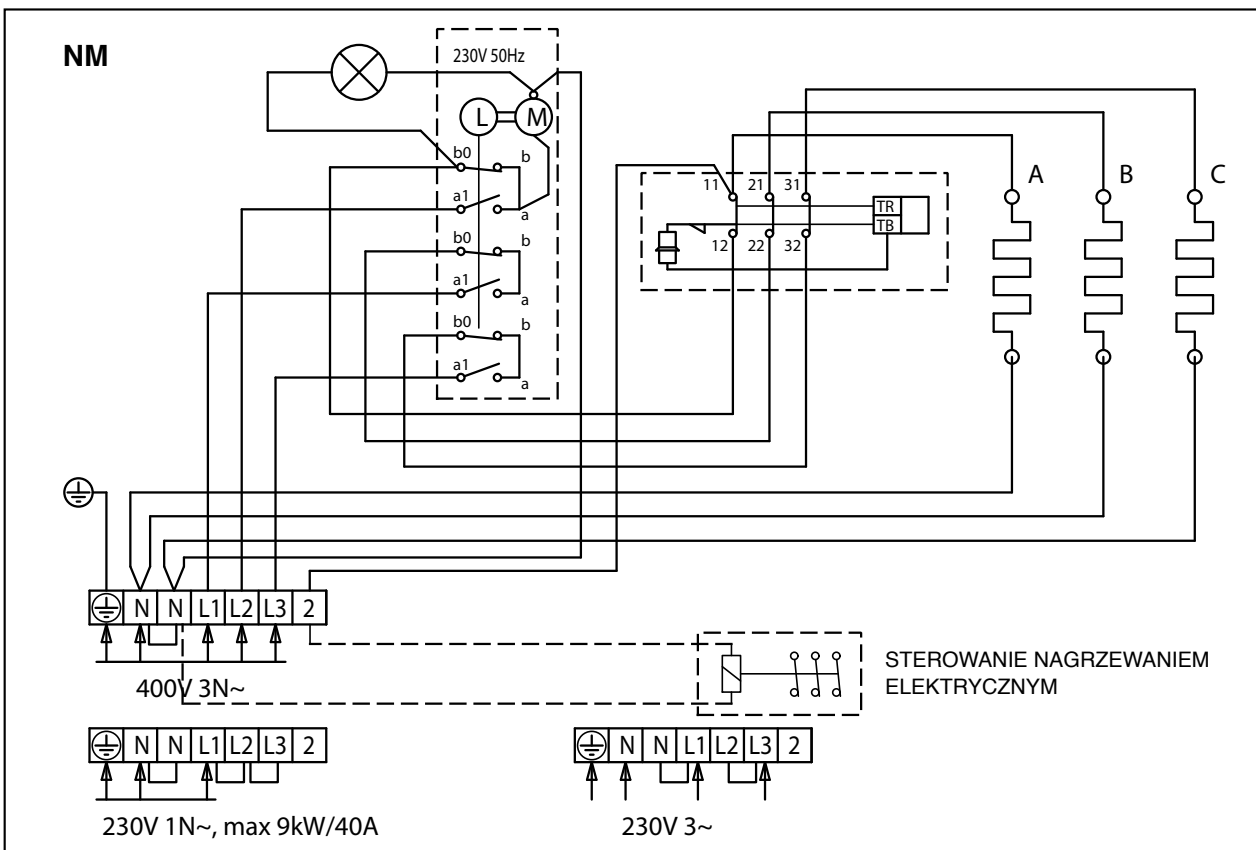 NM
230V 50Hz
L M
b0 b
a1 a
b0 b
a1 a
b0 b
a1 a
11 21 31
TR
TB
12 22 32
A B C
N N L1 L2 L3 2
400V 3N~
STEROWANIE NAGRZEWANIEM
ELEKTRYCZNYM
N N L1 L2 L3 2
230V 1N~, max 9kW/40A
N N L1 L2 L3 2
230V 3~